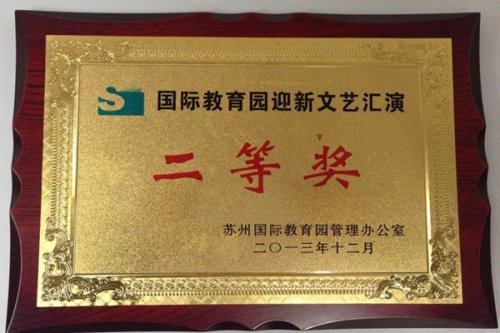 国际教育园迎新文艺汇演
二等奖
苏州国际教育园管理办公室
二〇一三年十二月